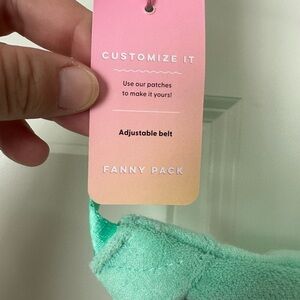 CUSTOMIZE IT
Use our patches
to make it yours!
Adjustable belt
FANNY PACK